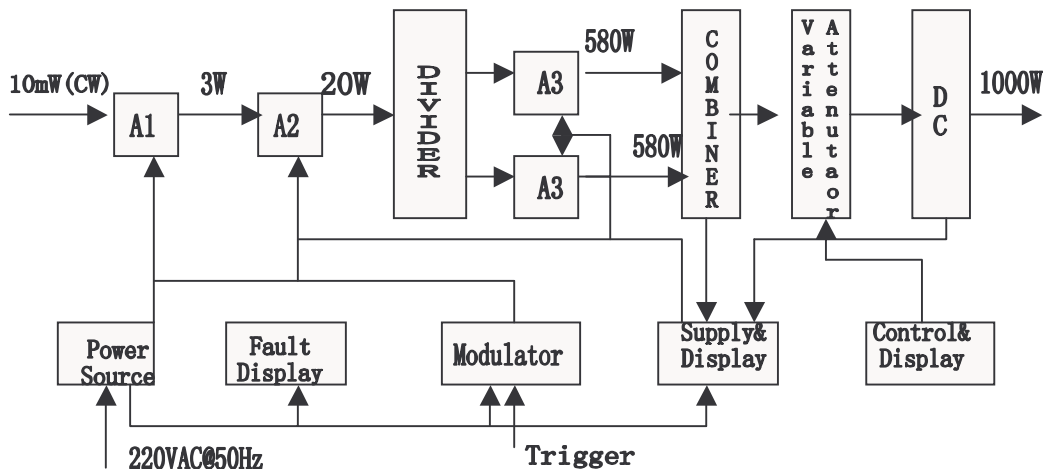 10mW(CW)
A1
3W
A2
20W
DIVIDER
A3
A3
580W
580W
COMBINER
Variable
Attenutaor
DC
1000W
Power
Source
Fault
Display
Modulator
Supply&
Display
Control&
Display
220VAC@50Hz
Trigger